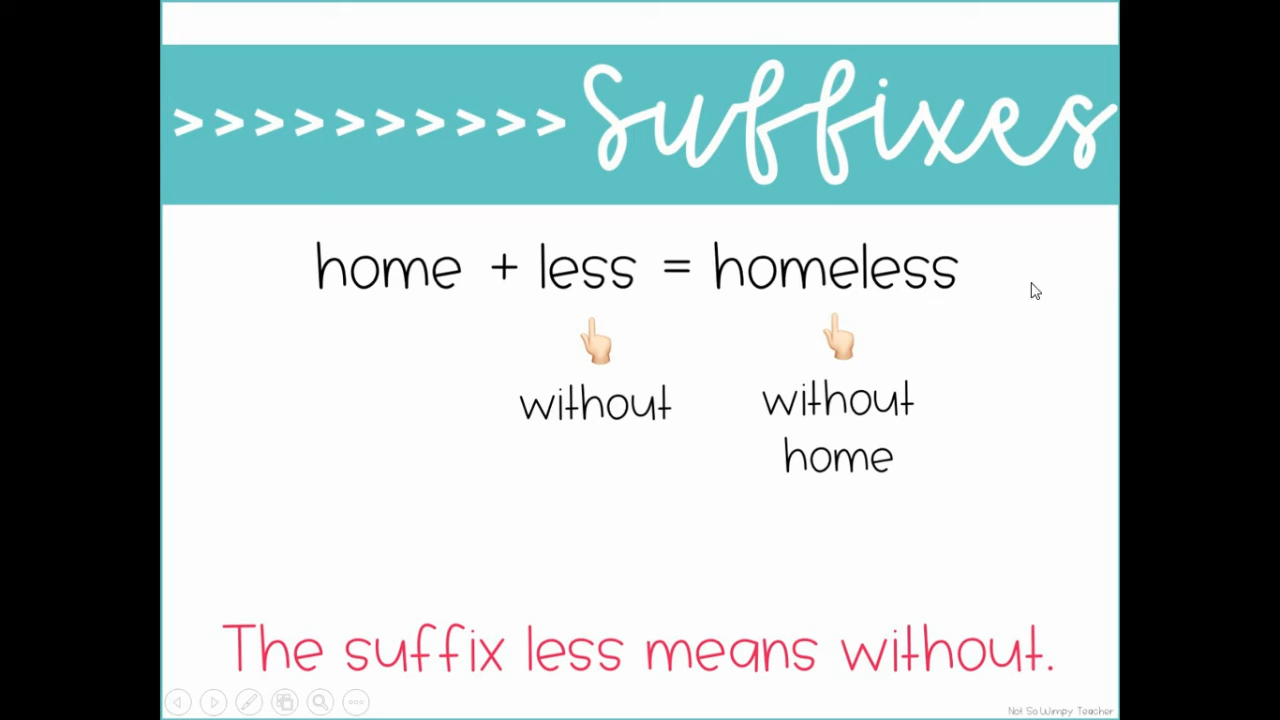 >>>>>>>>>> Suffixes
home + less = homeless
without without
home
The suffix less means without.
Not So Wimpy Teacher